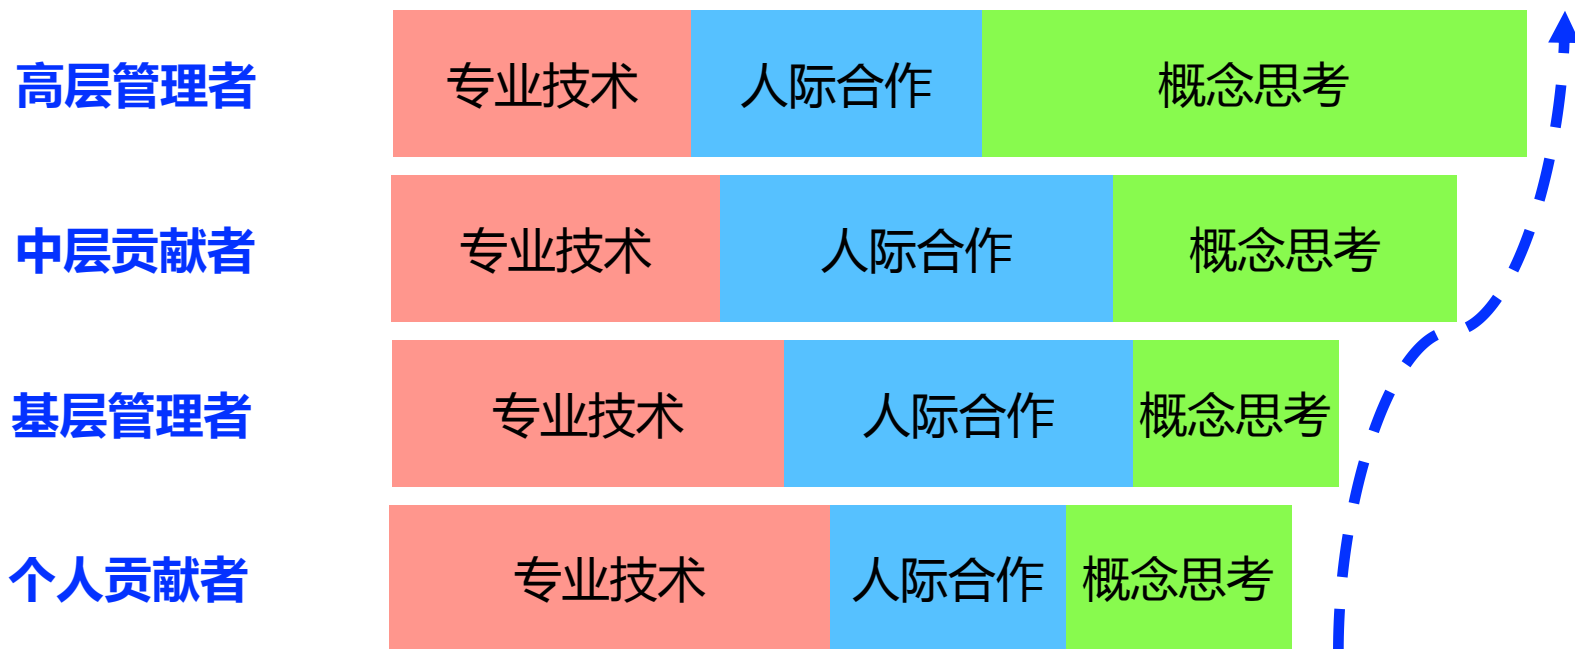 高层管理者 专业技术 人际合作 概念思考
中层贡献者 专业技术 人际合作 概念思考
基层管理者 专业技术 人际合作 概念思考
个人贡献者 专业技术 人际合作 概念思考